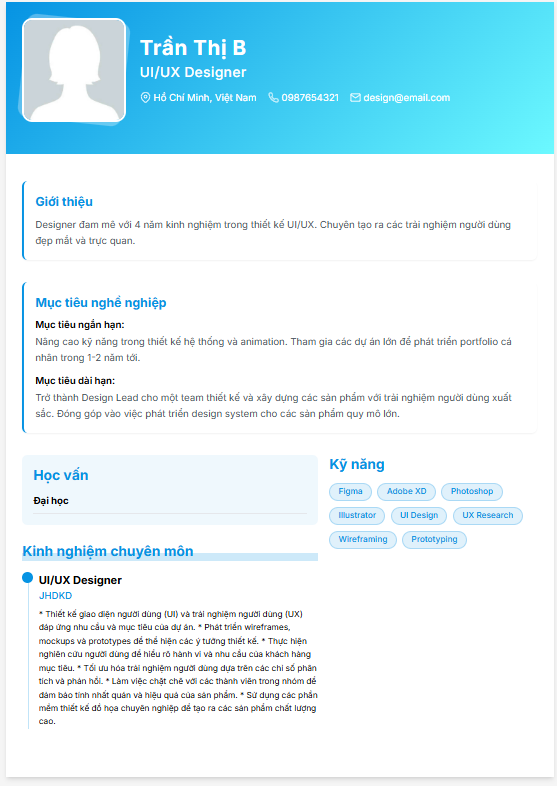 Trần Thị B
UI/UX Designer
Hồ Chí Minh, Việt Nam 0987654321 design@email.com
Giới thiệu
Designer đam mê với 4 năm kinh nghiệm trong thiết kế UI/UX. Chuyên tạo ra các trải nghiệm người dùng
đẹp mắt và trực quan.
Mục tiêu nghề nghiệp
Mục tiêu ngắn hạn:
Nâng cao kỹ năng trong thiết kế hệ thống và animation. Tham gia các dự án lớn để phát triển portfolio cá
nhân trong 1-2 năm tới.
Mục tiêu dài hạn:
Trở thành Design Lead cho một team thiết kế và xây dựng các sản phẩm với trải nghiệm người dùng xuất
sắc. Đóng góp vào việc phát triển design system cho các sản phẩm quy mô lớn.
Học vấn
Đại học
Kinh nghiệm chuyên môn
UI/UX Designer
JHDKD
* Thiết kế giao diện người dùng (UI) và trải nghiệm người dùng (UX)
đáp ứng nhu cầu và mục tiêu của dự án. * Phát triển wireframes,
mockups và prototypes để thể hiện các ý tưởng thiết kế. * Thực hiện
nghiên cứu người dùng để hiểu rõ hành vi và nhu cầu của khách hàng
mục tiêu. * Tối ưu hóa trải nghiệm người dùng dựa trên các chỉ số phân
tích và phản hồi. * Làm việc chặt chẽ với các thành viên trong nhóm để
đảm bảo tính nhất quán và hiệu quả của sản phẩm. * Sử dụng các phần
mềm thiết kế đồ họa chuyên nghiệp để tạo ra các sản phẩm chất lượng
cao.
Kỹ năng
Figma Adobe XD Photoshop
Illustrator UI Design UX Research
Wireframing Prototyping